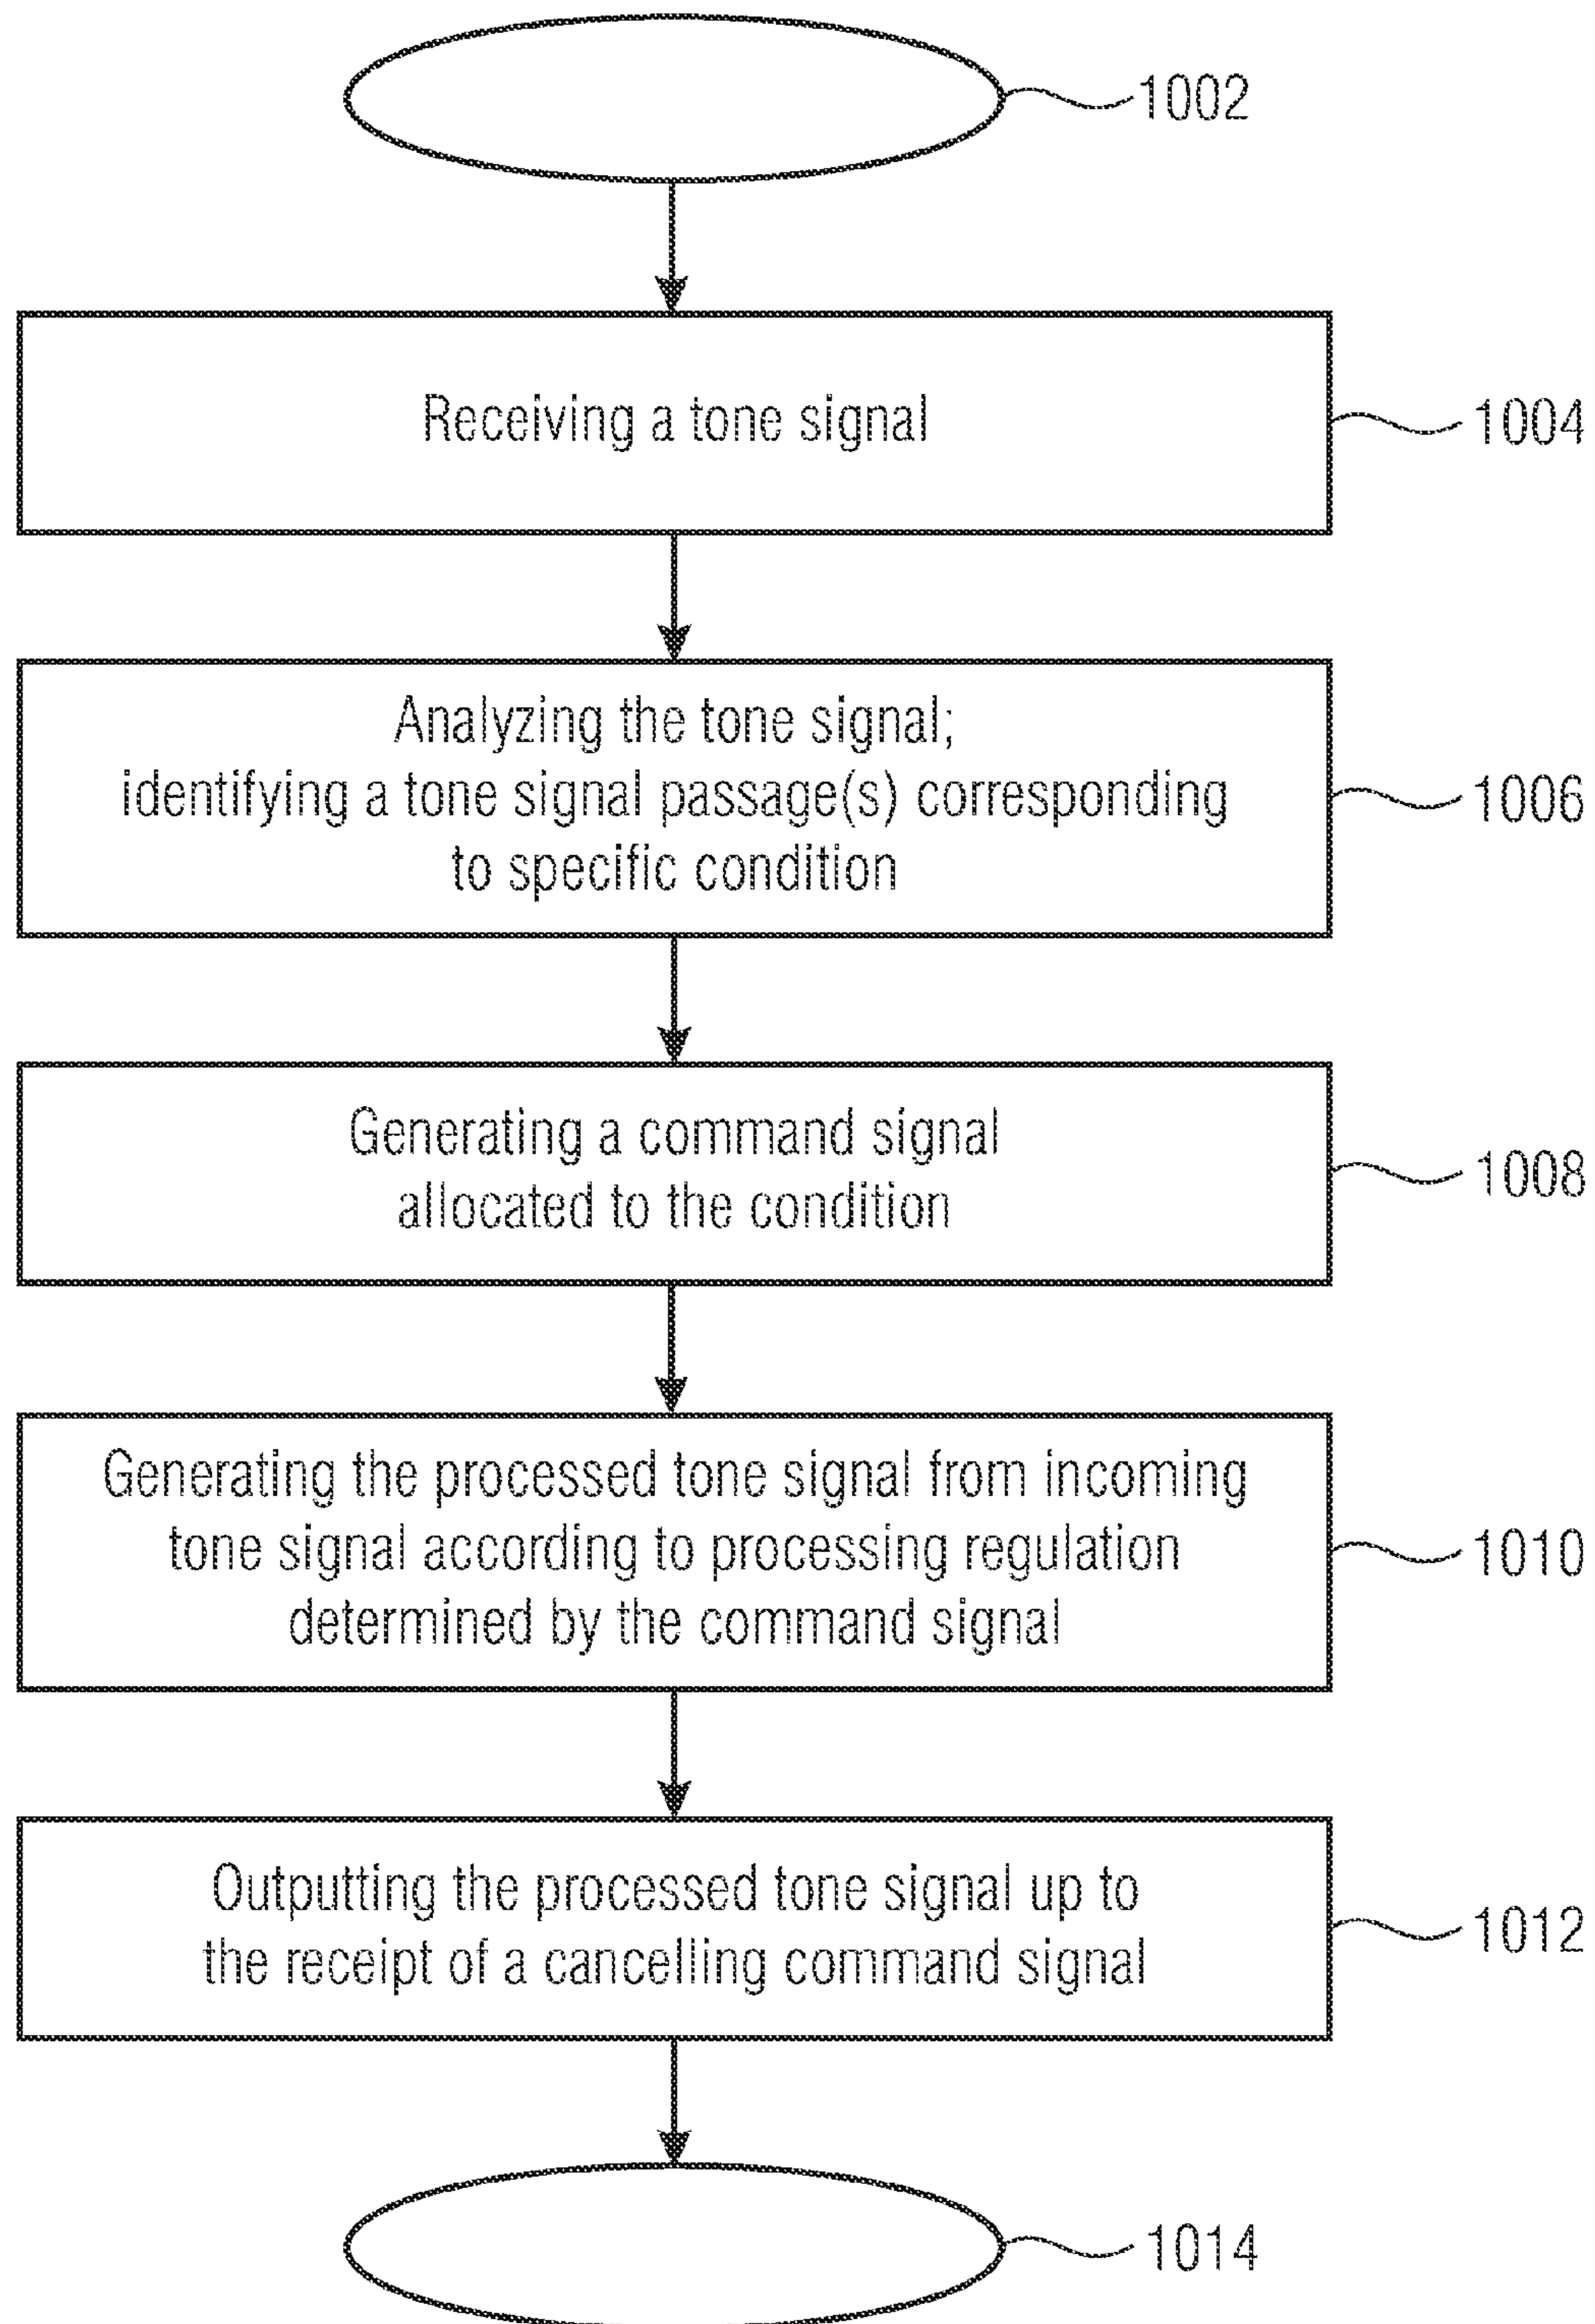 1002
Receiving a tone signal
1004
Analyzing the tone signal;
identifying a tone signal passage(s) corresponding
to specific condition
1006
Generating a command signal
allocated to the condition
1008
Generating the processed tone signal from incoming
tone signal according to processing regulation
determined by the command signal
1010
Outputting the processed tone signal up to
the receipt of a cancelling command signal
1012
1014